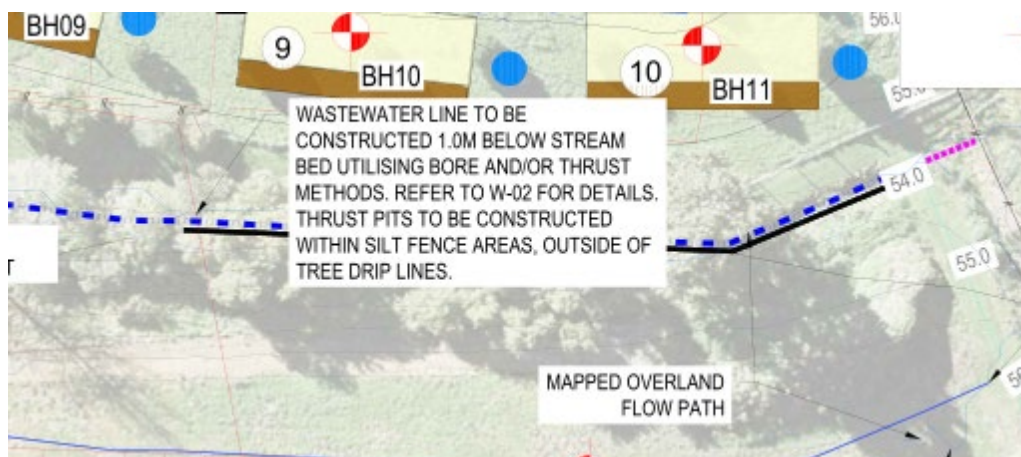 BH09
9
BH10
10
BH11
56.0
55.0
WASTEWATER LINE TO BE
CONSTRUCTED 1.0M BELOW STREAM
BED UTILISING BORE AND/OR THRUST
METHODS. REFER TO W-02 FOR DETAILS.
THRUST PITS TO BE CONSTRUCTED
WITHIN SILT FENCE AREAS, OUTSIDE OF
TREE DRIP LINES.
54.0
T
55.0
MAPPED OVERLAND
FLOW PATH